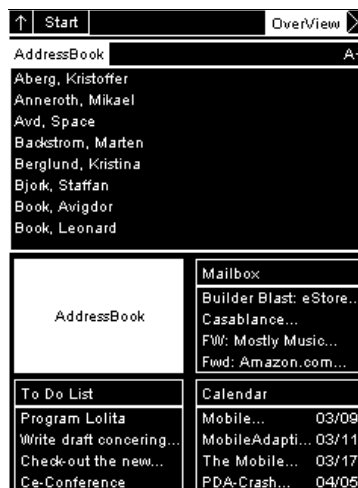 ↑ Start OverView
AddressBook A-
Aberg, Kristoffer
Anneroth, Mikael
Avd, Space
Backstrom, Marten
Berglund, Kristina
Bjork, Staffan
Book, Avigdor
Book, Leonard
AddressBook
Mailbox
Builder Blast: eStore...
Casablance...
FW: Mostly Music...
Fwd: Amazon.com...
To Do List
Program Lolita
Write draft concering...
Check-out the new...
Ce-Conference
Calendar
Mobile... 03/09
MobileAdapti... 03/11
The Mobile... 03/17
PDA-Crash... 04/05